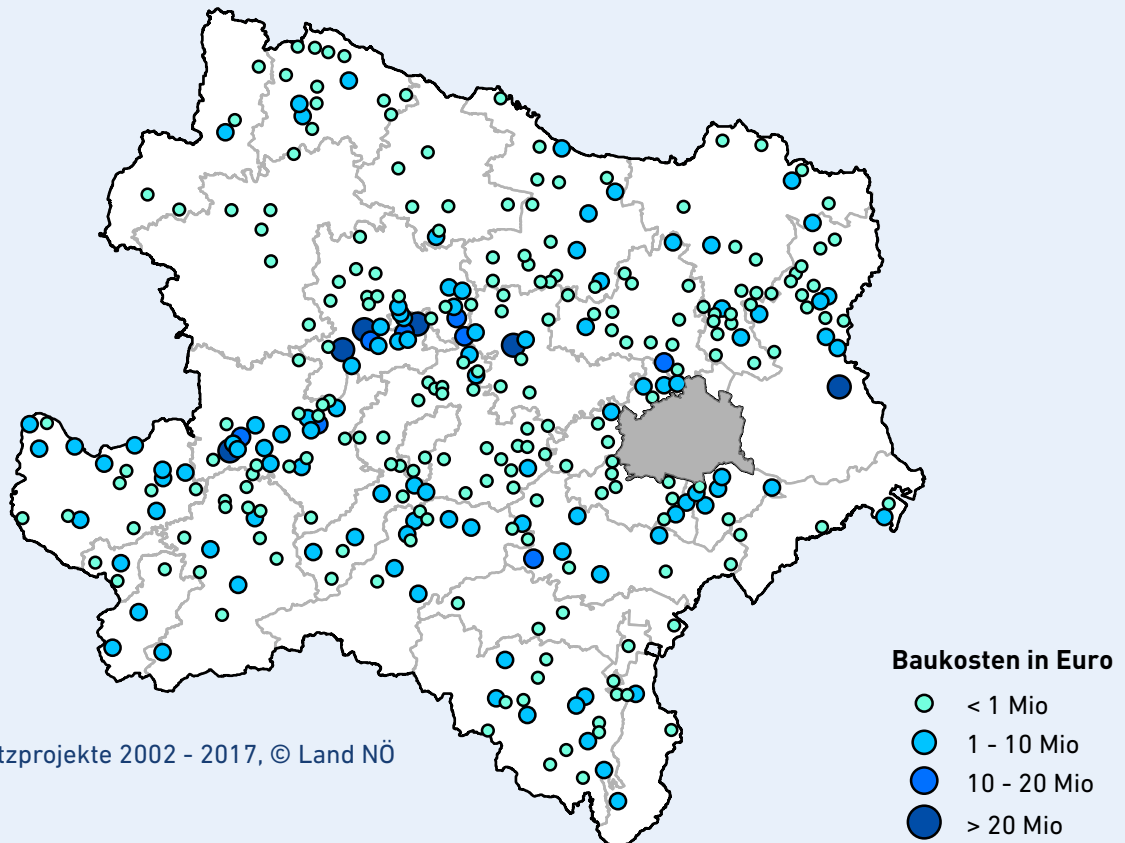 Baukosten in Euro
< 1 Mio
1 - 10 Mio
10 - 20 Mio
> 20 Mio
tzprojekte 2002 - 2017, © Land NÖ